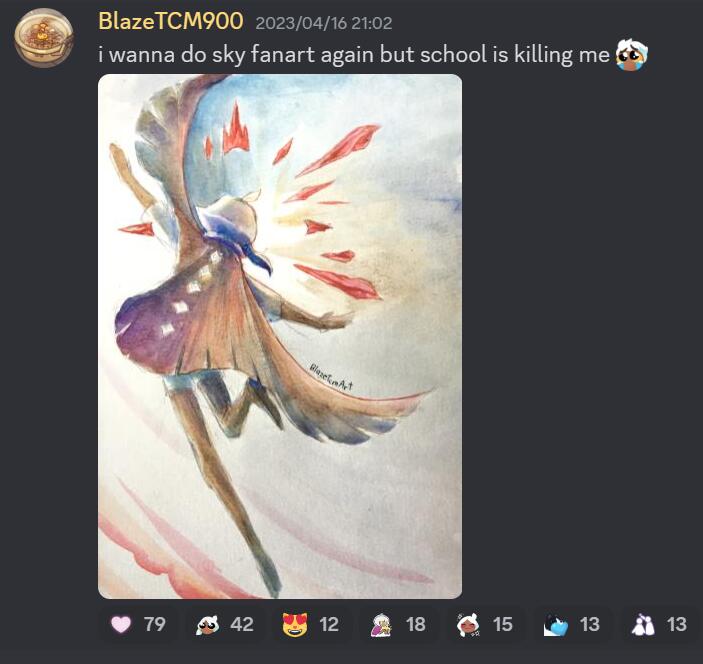 BlazeTCM900 2023/04/16 21:02
i wanna do sky fanart again but school is killing me
BlazeTcmArt
79 42 12 18 15 13 13